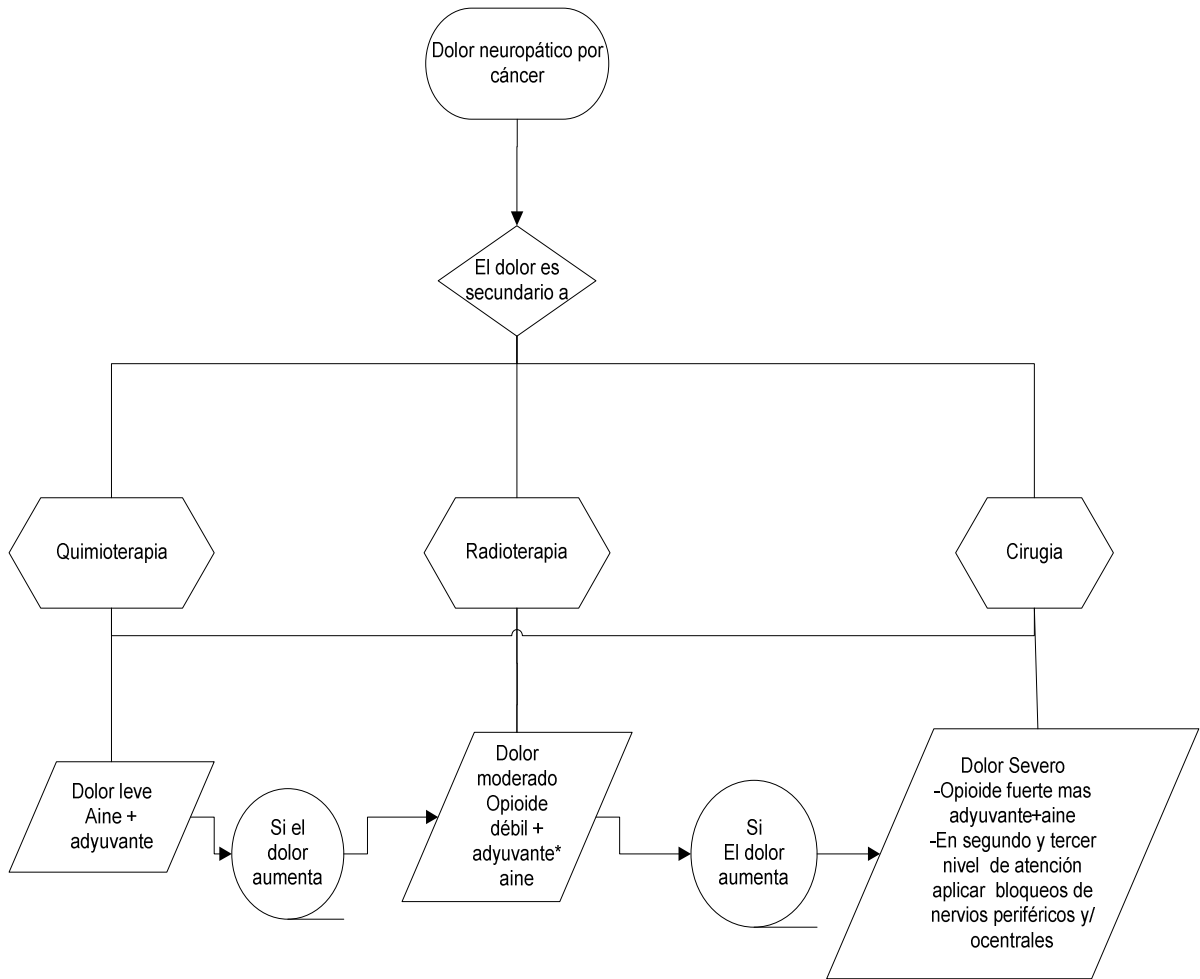 Dolor neuropático por
cáncer
El dolor es
secundario a
Quimioterapia
Radioterapia
Cirugia
Dolor leve
Aine +
adyuvante
Si el
dolor
aumenta
Dolor
moderado
Opioide
débil +
adyuvante*
aine
Si
El dolor
aumenta
Dolor Severo
-Opioide fuerte mas
adyuvante+aine
-En segundo y tercer
nivel de atención
aplicar bloqueos de
nervios periféricos y/
ocentrales